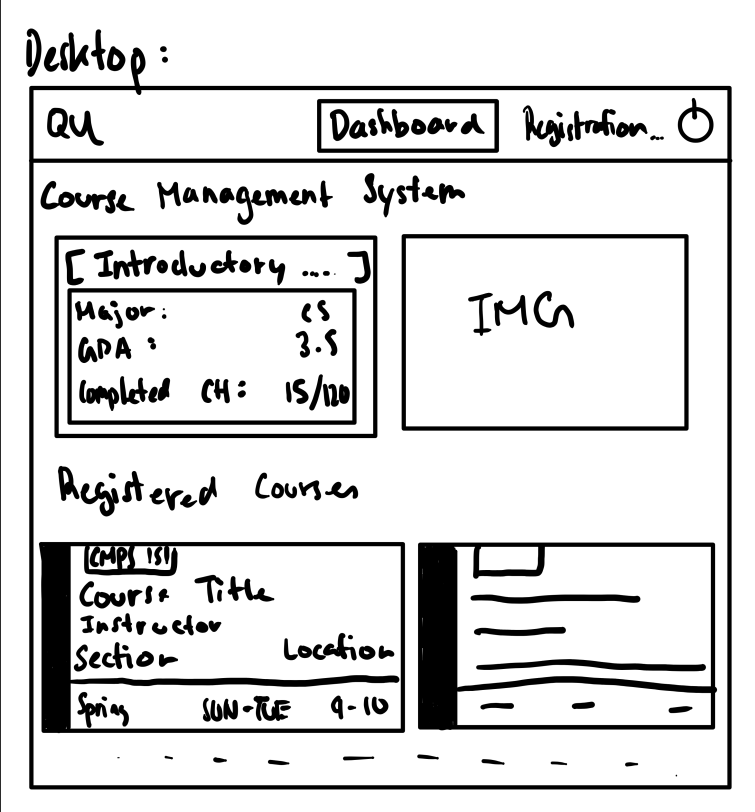 Desktop:
QU Dashboard Registration...
Course Management System
[ Introductory .... ]
Major: CS
GPA: 3.5
Completed CH: 15/120
IMG
Registered Courses
CMPS 151
Course Title
Instructor
Section Location
Spring SUN-TUE 9-10